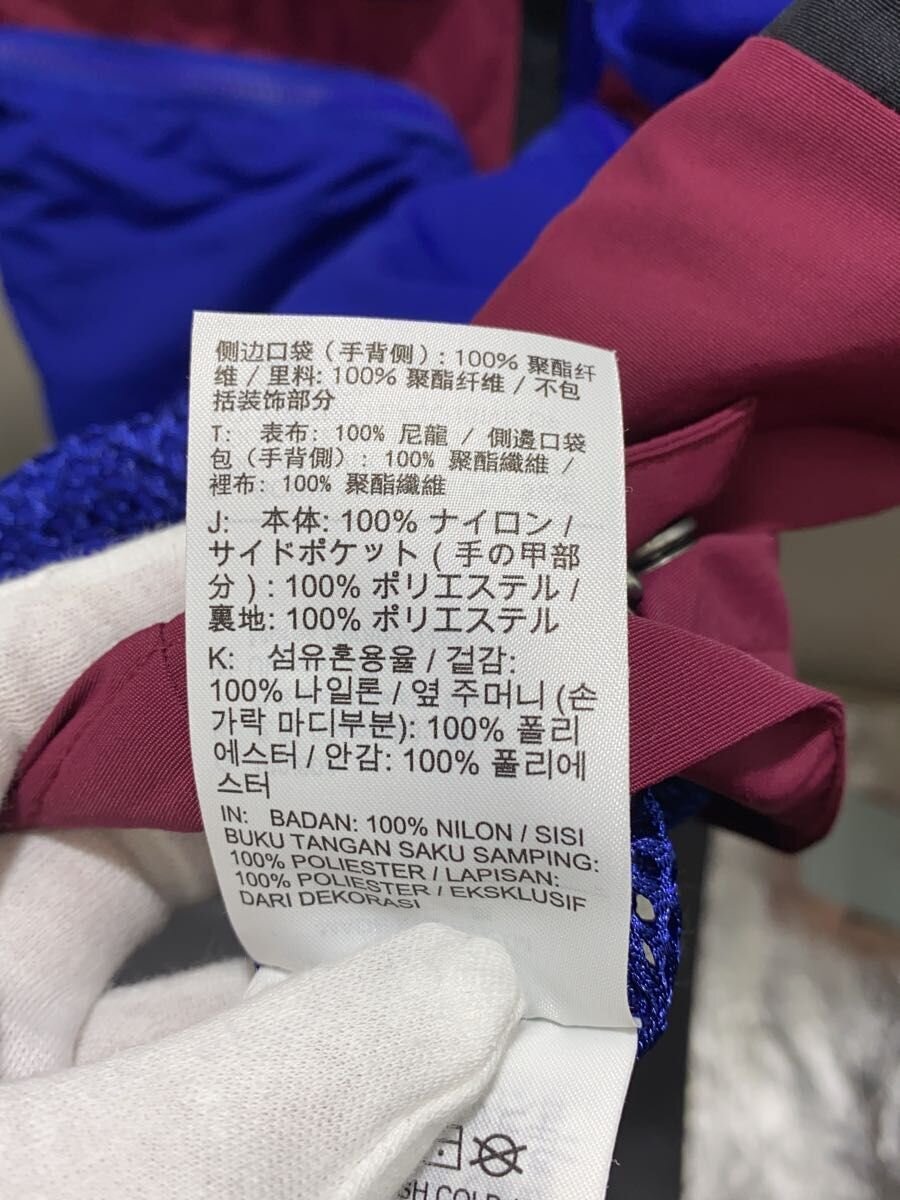 侧边口袋（手背侧）: 100% 聚酯纤
维 / 里料: 100% 聚酯纤维 / 不包
括装饰部分
T: 表布: 100% 尼龍 / 側邊口袋
包（手背側）: 100% 聚酯纖維 /
裡布: 100% 聚酯纖維
J: 本体: 100% ナイロン /
サイドポケット ( 手の甲部
分 ) : 100% ポリエステル /
裏地: 100% ポリエステル
K: 섬유혼용율 / 겉감:
100% 나일론 / 옆 주머니 (손
가락 마디부분): 100% 폴리
에스터 / 안감: 100% 폴리에
스터
IN: BADAN: 100% NILON / SISI
BUKU TANGAN SAKU SAMPING:
100% POLIESTER / LAPISAN:
100% POLIESTER / EKSKLUSIF
DARI DEKORASI
COLD